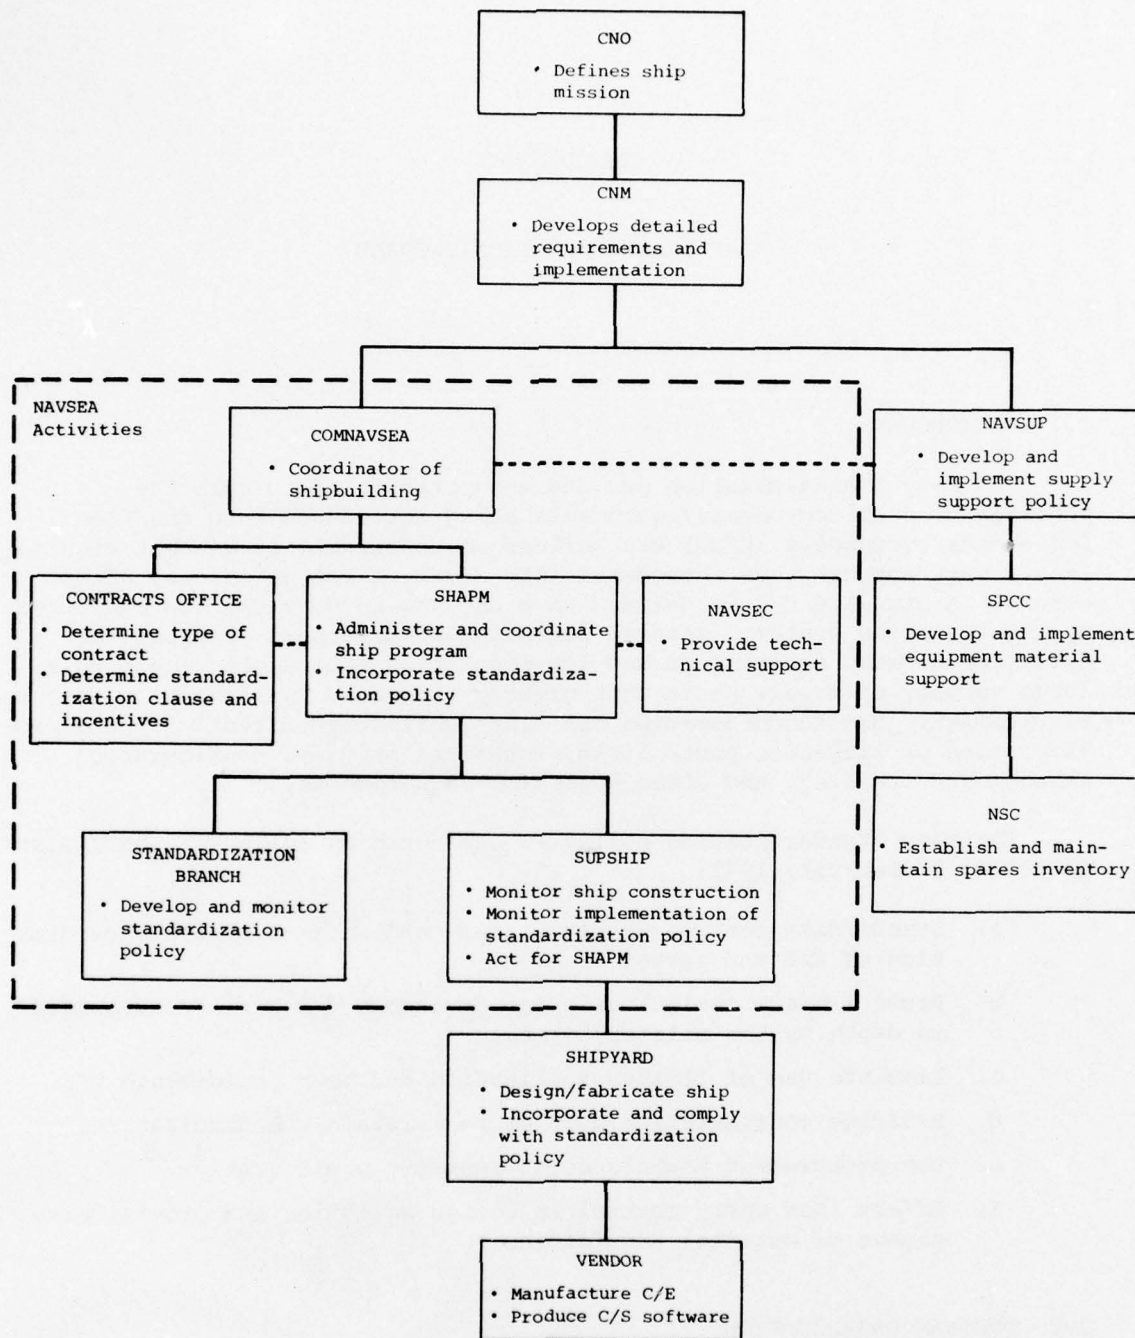 CNO
• Defines ship
mission
CNM
• Develops detailed
requirements and
implementation
NAVSEA
Activities
COMNAVSEA
• Coordinator of
shipbuilding
NAVSUP
• Develop and
implement supply
support policy
CONTRACTS OFFICE
• Determine type of
contract
• Determine standard-
ization clause and
incentives
SHAPM
• Administer and coordinate
ship program
• Incorporate standardiza-
tion policy
NAVSEC
• Provide tech-
nical support
SPCC
• Develop and implement
equipment material
support
NSC
• Establish and main-
tain spares inventory
STANDARDIZATION
BRANCH
• Develop and monitor
standardization
policy
SUPSHIP
• Monitor ship construction
• Monitor implementation of
standardization policy
• Act for SHAPM
SHIPYARD
• Design/fabricate ship
• Incorporate and comply
with standardization
policy
VENDOR
• Manufacture C/E
• Produce C/S software